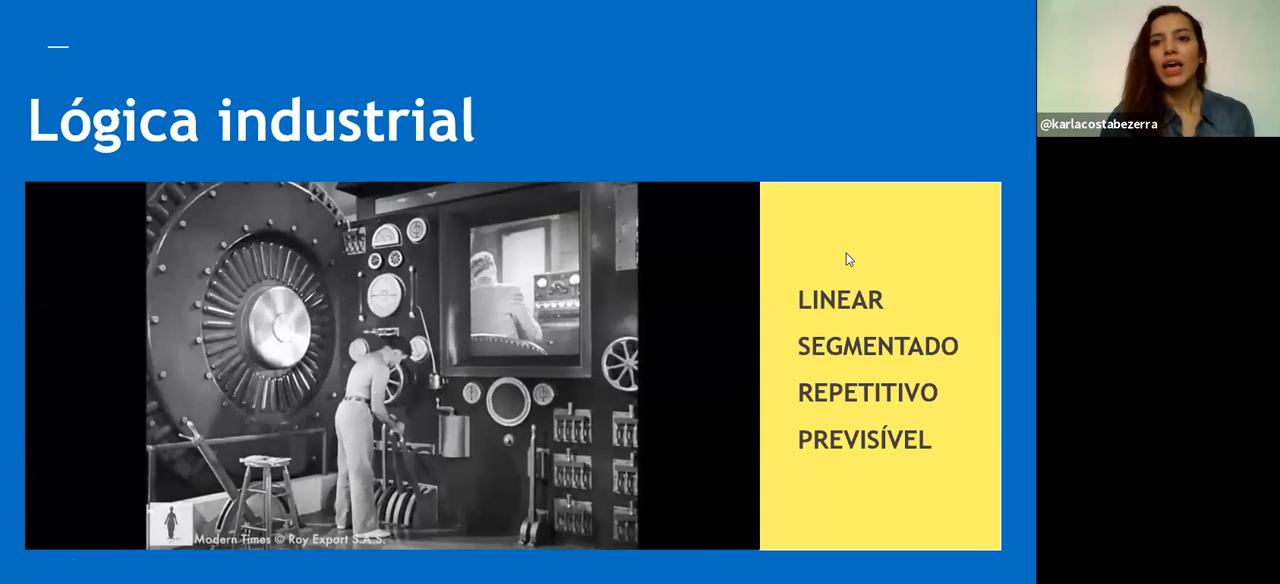 Lógica industrial
@karlacostabezerra
LINEAR
SEGMENTADO
REPETITIVO
PREVISÍVEL
Modern Times © Roy Export S.A.S.